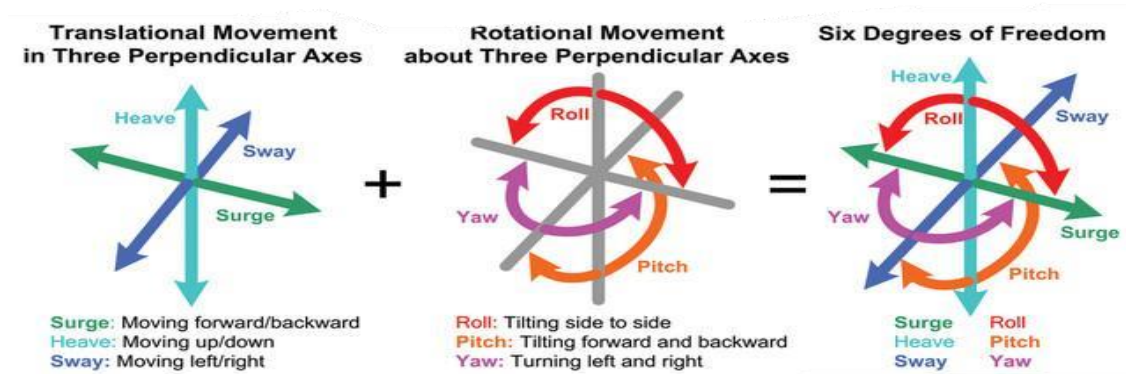 Translational Movement
in Three Perpendicular Axes
Heave
Sway
Surge
Surge: Moving forward/backward
Heave: Moving up/down
Sway: Moving left/right
+
Rotational Movement
about Three Perpendicular Axes
Roll
Yaw
Pitch
Roll: Tilting side to side
Pitch: Tilting forward and backward
Yaw: Turning left and right
=
Six Degrees of Freedom
Heave
Sway
Roll
Yaw
Surge
Pitch
Surge Roll
Heave Pitch
Sway Yaw